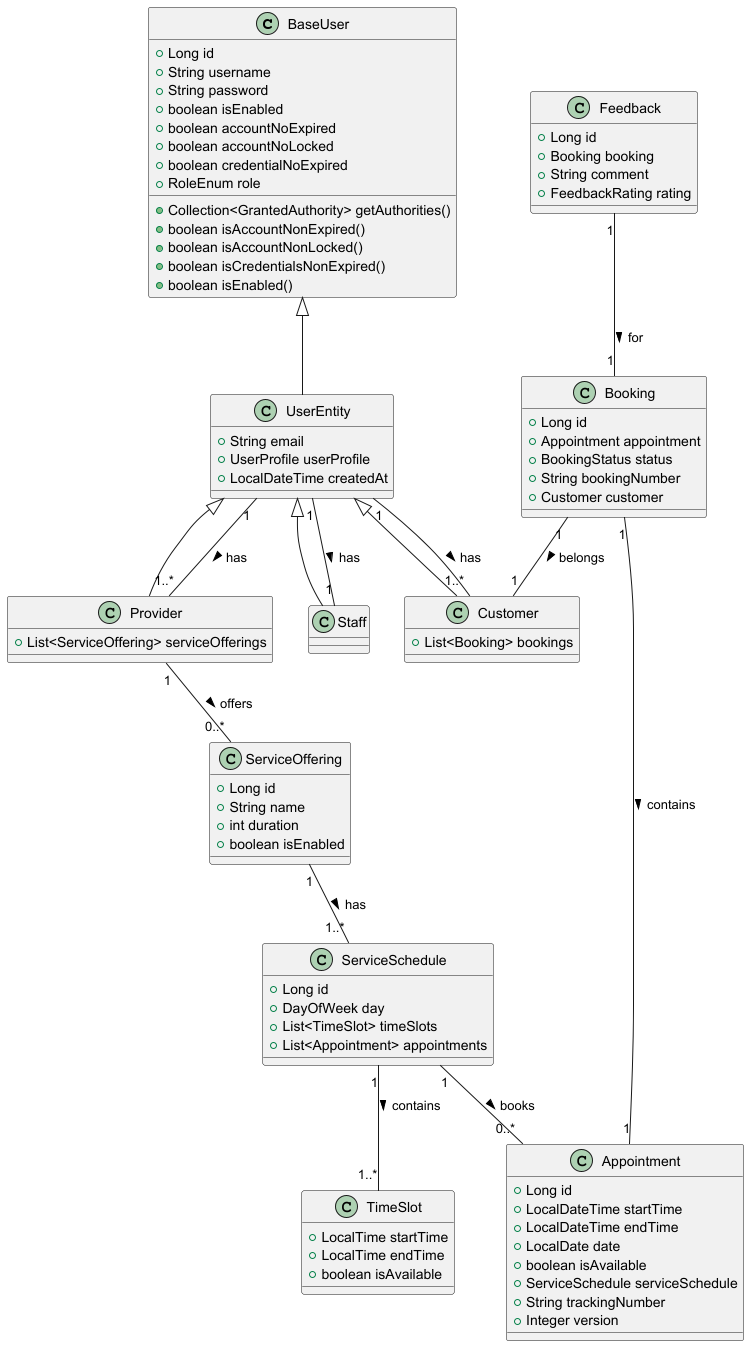 C BaseUser
Long id
String username
String password
boolean isEnabled
boolean accountNoExpired
boolean accountNoLocked
boolean credentialNoExpired
RoleEnum role
Collection<GrantedAuthority> getAuthorities()
boolean isAccountNonExpired()
boolean isAccountNonLocked()
boolean isCredentialsNonExpired()
boolean isEnabled()
C Feedback
Long id
Booking booking
String comment
FeedbackRating rating
1
for
1
C UserEntity
String email
UserProfile userProfile
LocalDateTime createdAt
C Booking
Long id
Appointment appointment
BookingStatus status
String bookingNumber
Customer customer
1
has
1..*
1
has
1
1
has
1..*
1
belongs
1
1
contains
1
C Provider
List<ServiceOffering> serviceOfferings
C Staff
C Customer
List<Booking> bookings
1
offers
0..*
C ServiceOffering
Long id
String name
int duration
boolean isEnabled
1
has
1..*
C ServiceSchedule
Long id
DayOfWeek day
List<TimeSlot> timeSlots
List<Appointment> appointments
1
contains
1..*
1
books
0..*
C TimeSlot
LocalTime startTime
LocalTime endTime
boolean isAvailable
C Appointment
Long id
LocalDateTime startTime
LocalDateTime endTime
LocalDate date
boolean isAvailable
ServiceSchedule serviceSchedule
String trackingNumber
Integer version